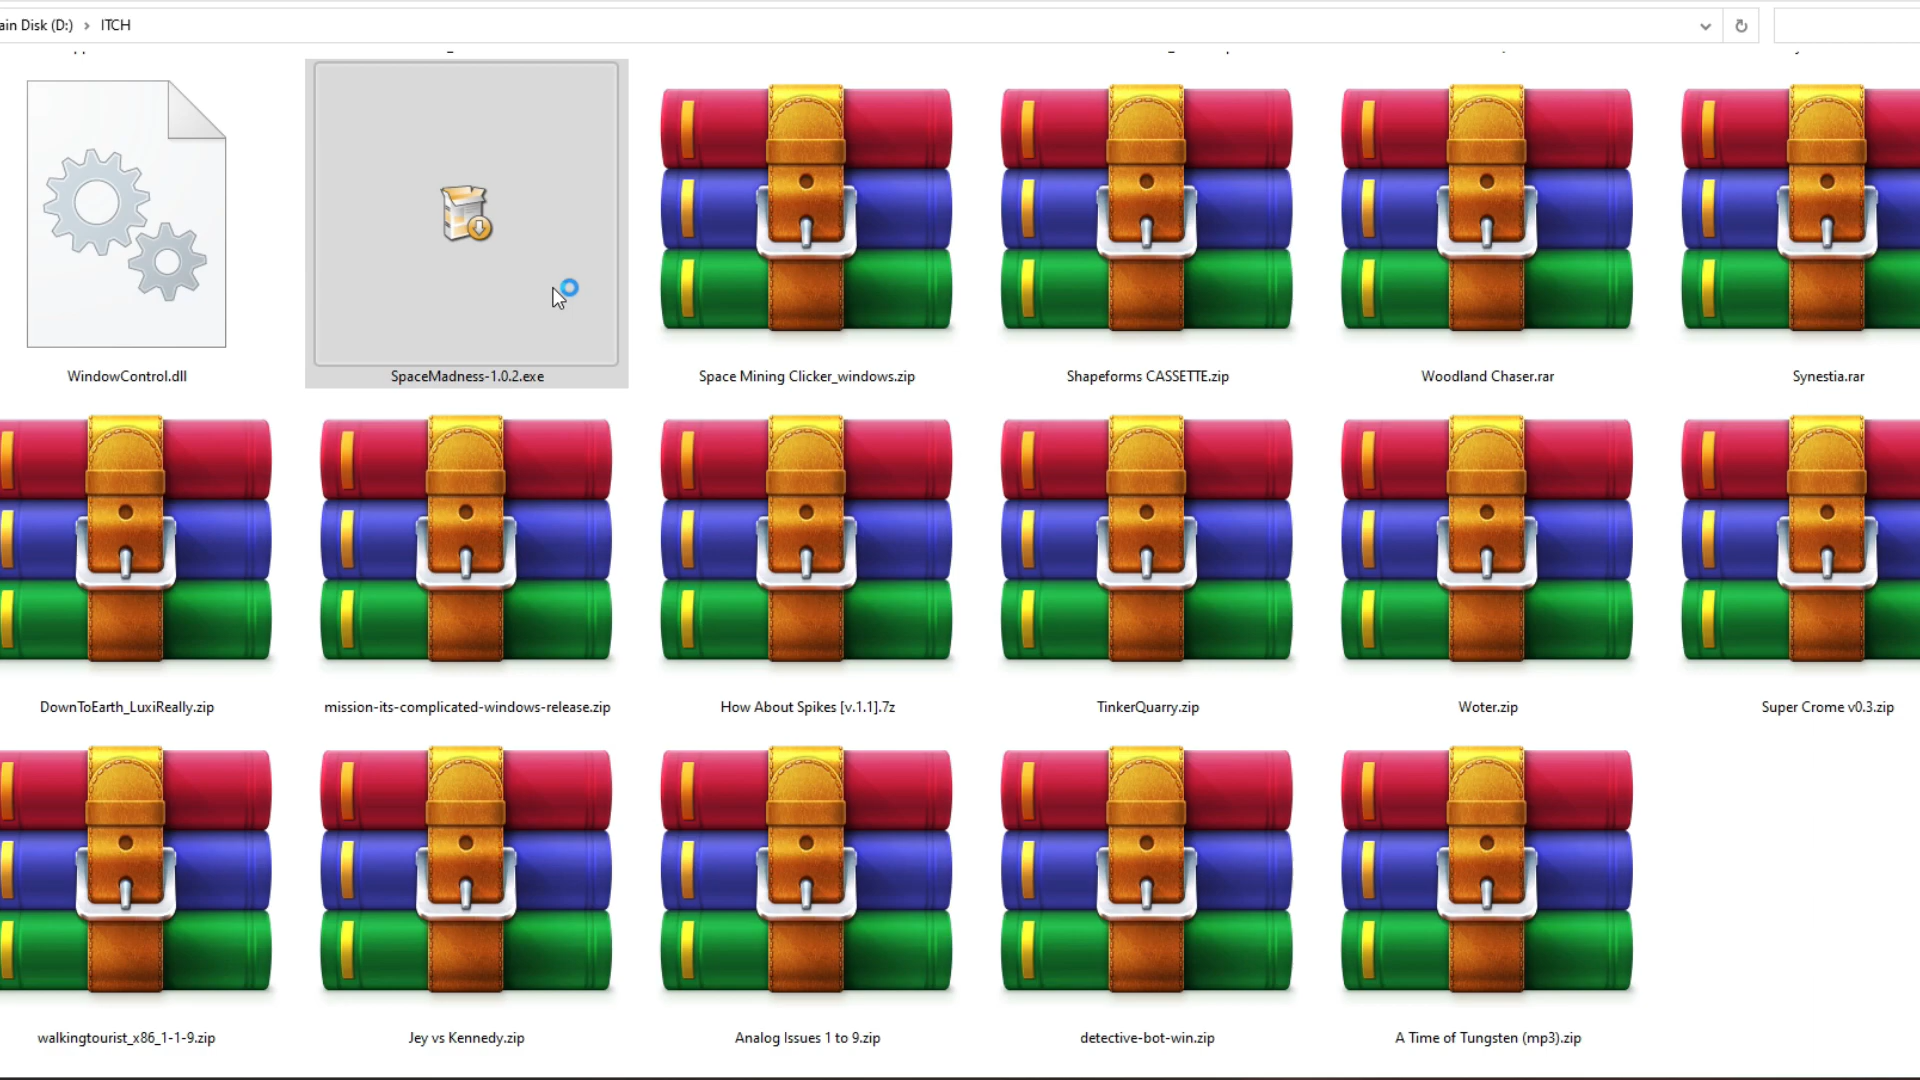 ain Disk (D:) > ITCH
WindowControl.dll
SpaceMadness-1.0.2.exe
Space Mining Clicker_windows.zip
Shapeforms CASSETTE.zip
Woodland Chaser.rar
Synestia.rar
DownToEarth_LuxiReally.zip
mission-its-complicated-windows-release.zip
How About Spikes [v.1.1].7z
TinkerQuarry.zip
Woter.zip
Super Crome v0.3.zip
walkingtourist_x86_1-1-9.zip
Jey vs Kennedy.zip
Analog Issues 1 to 9.zip
detective-bot-win.zip
A Time of Tungsten (mp3).zip